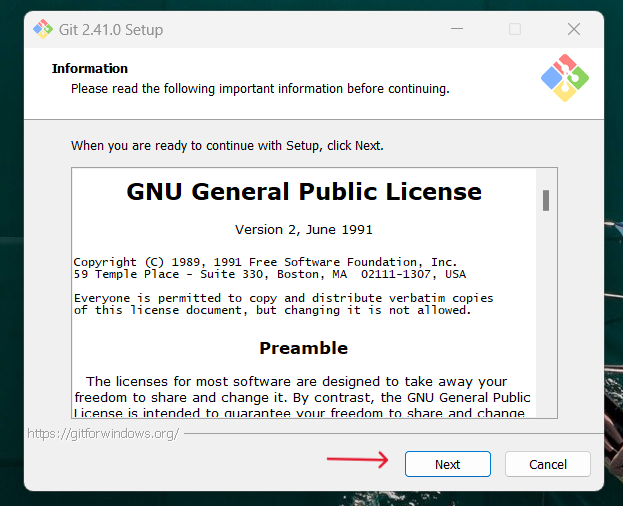 Git 2.41.0 Setup
Information
Please read the following important information before continuing.
When you are ready to continue with Setup, click Next.
GNU General Public License
Version 2, June 1991
Copyright (C) 1989, 1991 Free Software Foundation, Inc.
59 Temple Place - Suite 330, Boston, MA  02111-1307, USA
Everyone is permitted to copy and distribute verbatim copies
of this license document, but changing it is not allowed.
Preamble
The licenses for most software are designed to take away your
freedom to share and change it. By contrast, the GNU General Public
License is intended to guarantee your freedom to share and change
https://gitforwindows.org/
Next
Cancel